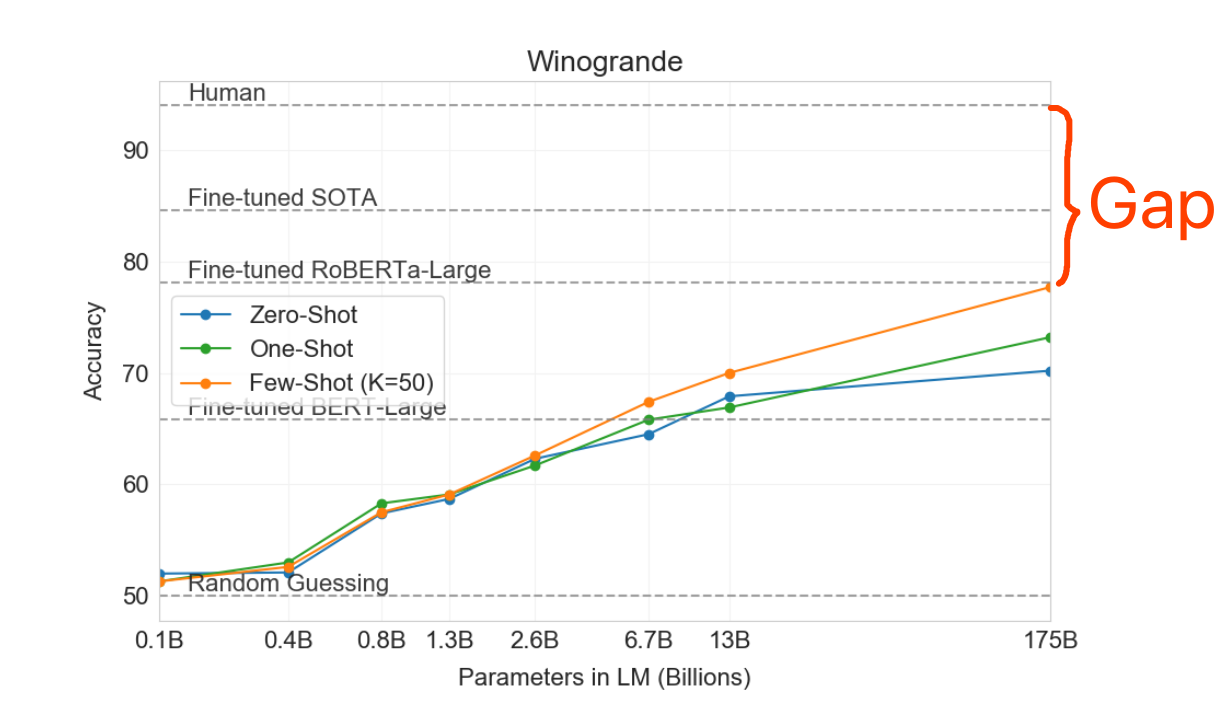 Winogrande
Human
90
Fine-tuned SOTA
Gap
80
Fine-tuned RoBERTa-Large
Zero-Shot
One-Shot
Few-Shot (K=50)
Accuracy
70
Fine-tuned BERT-Large
60
Random Guessing
50
0.1B 0.4B 0.8B 1.3B 2.6B 6.7B 13B 175B
Parameters in LM (Billions)